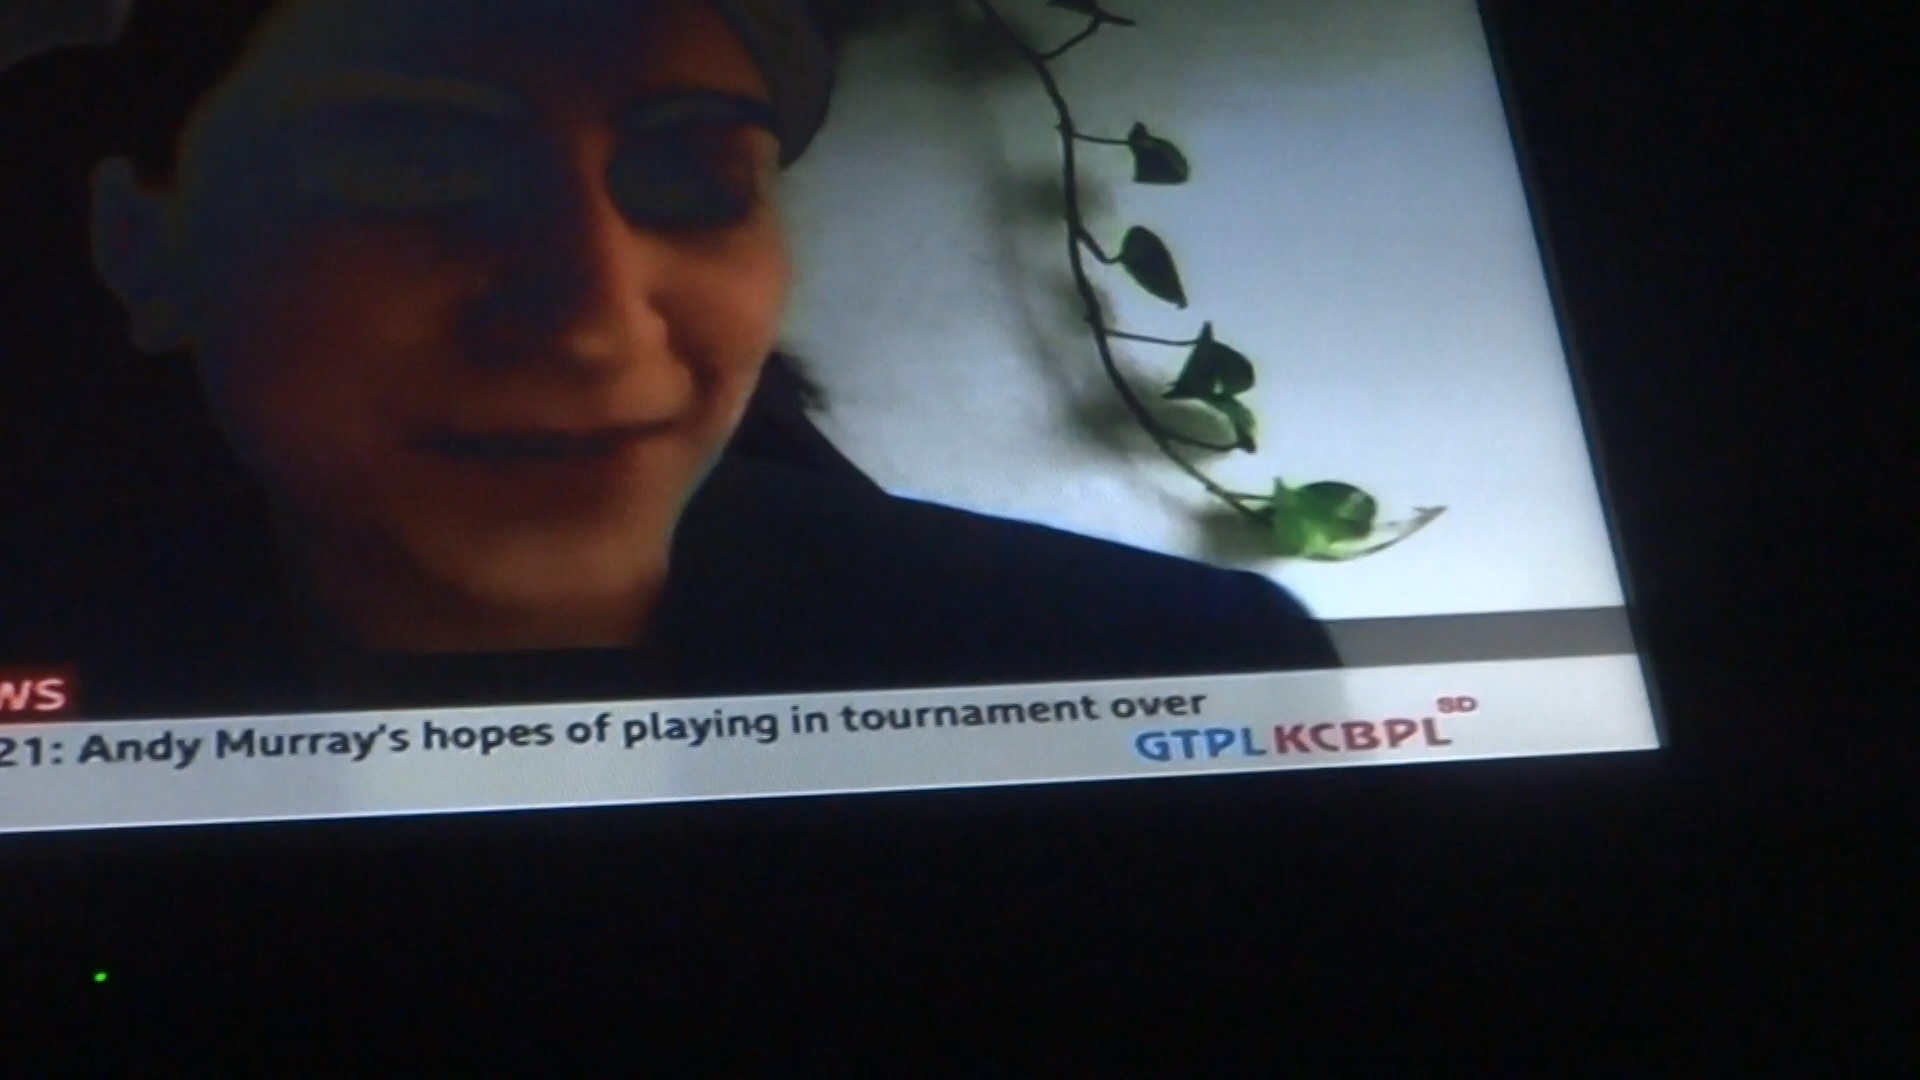 WS
21: Andy Murray's hopes of playing in tournament over
GTPL KCBPL SD